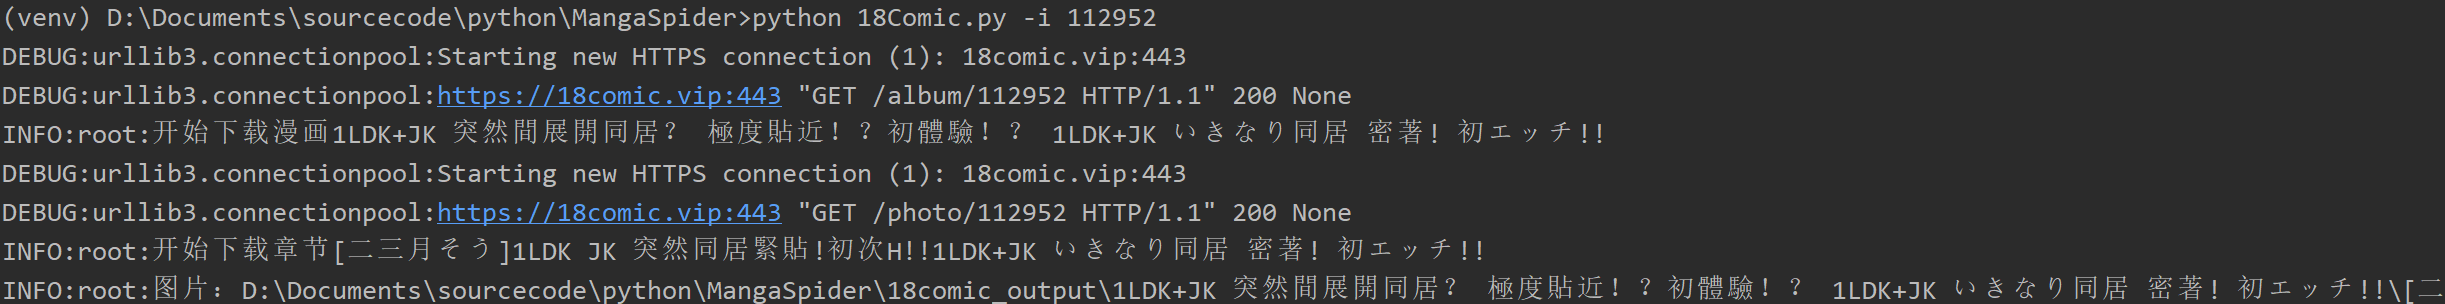 (venv) D:\Documents\sourcecode\python\MangaSpider>python 18Comic.py -i 112952
DEBUG:urllib3.connectionpool:Starting new HTTPS connection (1): 18comic.vip:443
DEBUG:urllib3.connectionpool:https://18comic.vip:443 "GET /album/112952 HTTP/1.1" 200 None
INFO:root:开始下载漫画1LDK+JK 突然間展開同居？ 極度貼近！？初體驗！？ 1LDK+JK いきなり同居 密著! 初エッチ!!
DEBUG:urllib3.connectionpool:Starting new HTTPS connection (1): 18comic.vip:443
DEBUG:urllib3.connectionpool:https://18comic.vip:443 "GET /photo/112952 HTTP/1.1" 200 None
INFO:root:开始下载章节[二三月そう]1LDK JK 突然同居緊貼!初次H!!1LDK+JK いきなり同居 密著! 初エッチ!!
INFO:root:图片：D:\Documents\sourcecode\python\MangaSpider\18comic_output\1LDK+JK 突然間展開同居？ 極度貼近！？初體驗！？ 1LDK+JK いきなり同居 密著! 初エッチ!!\[二